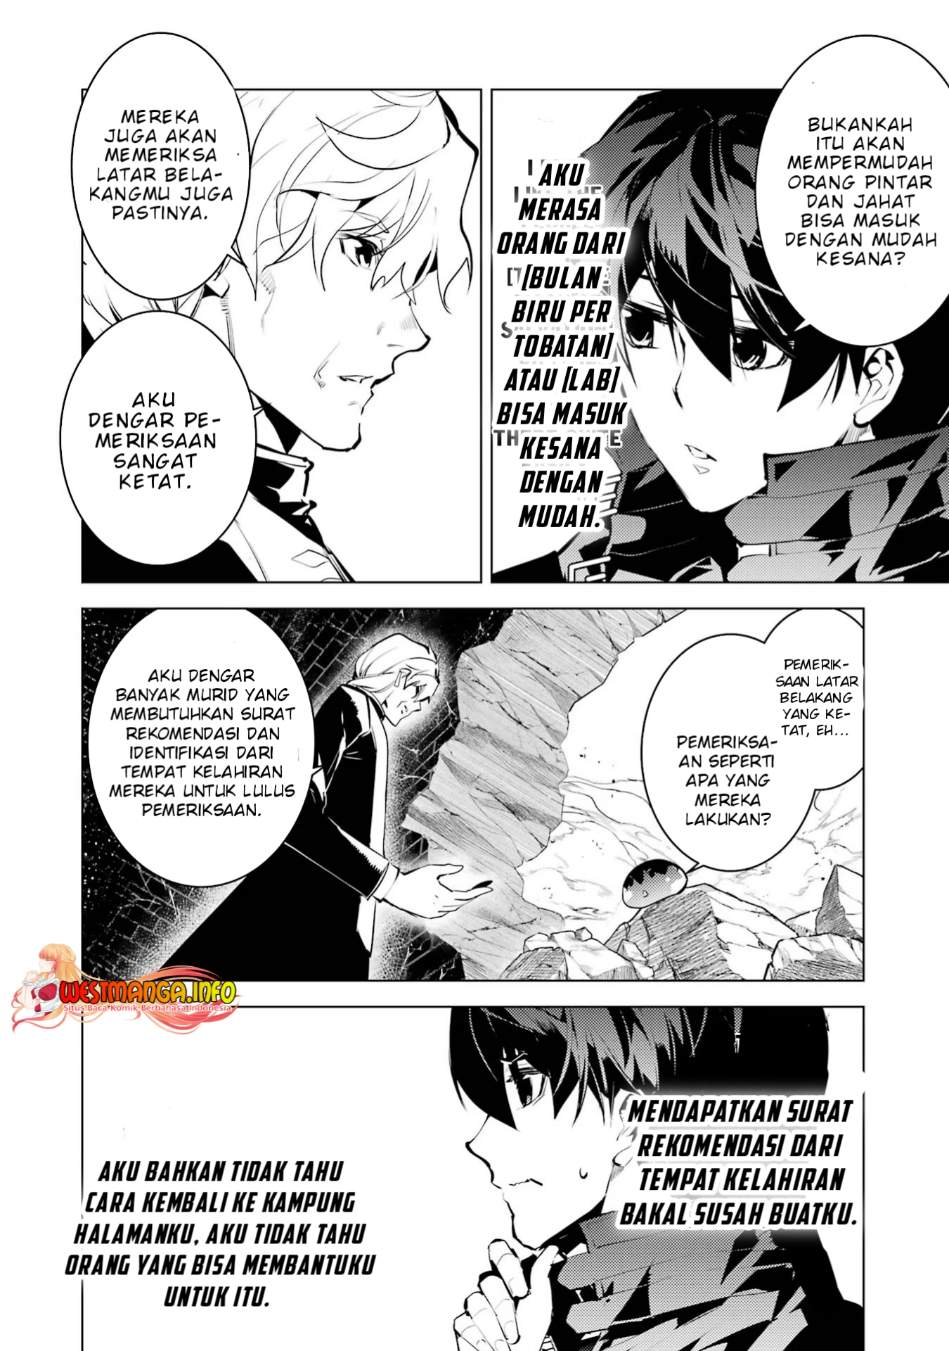 BUKANKAH
ITU AKAN
MEMPERMUDAH
ORANG PINTAR
DAN JAHAT
BISA MASUK
DENGAN MUDAH
KESANA?
AKU
MERASA
ORANG DARI
[BULAN
BIRU PER
TOBATAN]
ATAU [LAB]
BISA MASUK
KESANA
DENGAN
MUDAH.
MEREKA
JUGA AKAN
MEMERIKSA
LATAR BELA-
KANGMU JUGA
PASTINYA.
AKU
DENGAR PE-
MERIKSAAN
SANGAT
KETAT.
PEMERIK-
SAAN LATAR
BELAKANG
YANG KE-
TAT, EH...
PEMERIKSA-
AN SEPERTI
APA YANG
MEREKA
LAKUKAN?
AKU DENGAR
BANYAK MURID YANG
MEMBUTUHKAN SURAT
REKOMENDASI DAN
IDENTIFIKASI DARI
TEMPAT KELAHIRAN
MEREKA UNTUK LULUS
PEMERIKSAAN.
WESTMANGA.INFO
Situs Baca Komik Berbahasa Indonesia
MENDAPATKAN SURAT
REKOMENDASI DARI
TEMPAT KELAHIRAN
BAKAL SUSAH BUATKU.
AKU BAHKAN TIDAK TAHU
CARA KEMBALI KE KAMPUNG
HALAMANKU, AKU TIDAK TAHU
ORANG YANG BISA MEMBANTUKU
UNTUK ITU.